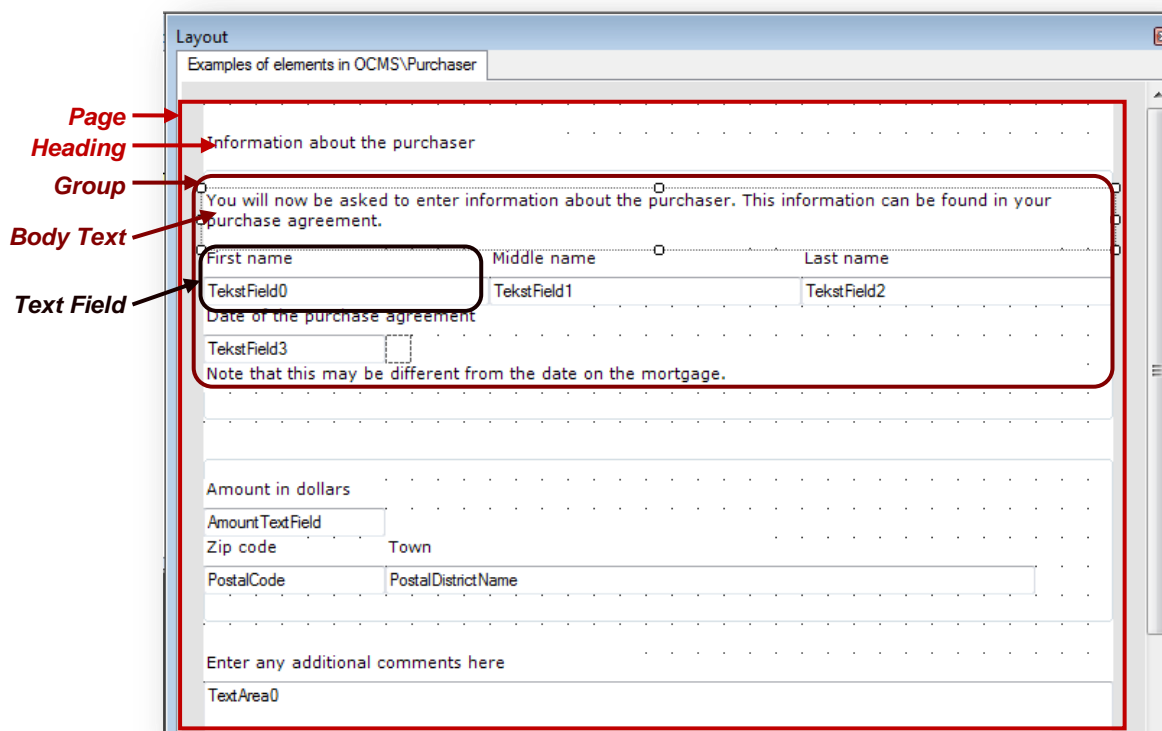 Layout
Examples of elements in OCMS\Purchaser
Page
Heading
Information about the purchaser
Group
You will now be asked to enter information about the purchaser. This information can be found in your
purchase agreement.
Body Text
First name Middle name Last name
Text Field
TekstField0 TekstField1 TekstField2
Date of the purchase agreement
TekstField3
Note that this may be different from the date on the mortgage.
Amount in dollars
AmountTextField
Zip code Town
PostalCode PostalDistrictName
Enter any additional comments here
TextArea0